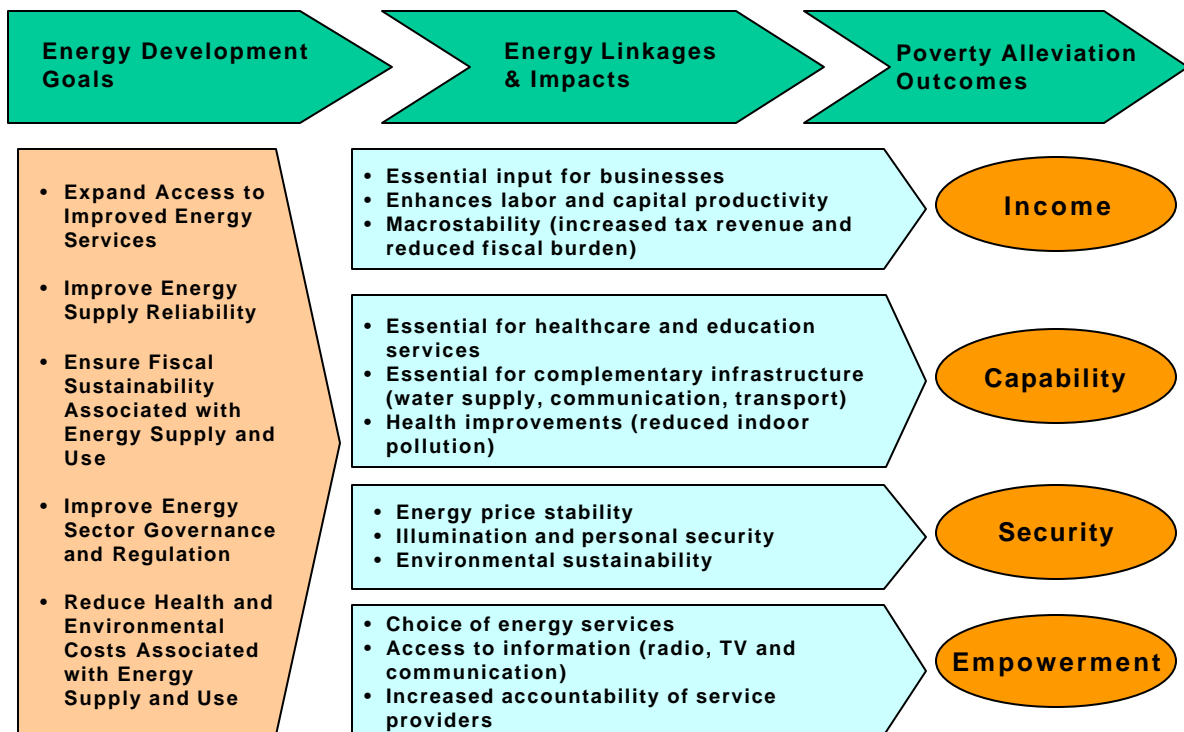 Energy Development
Goals
Energy Linkages
& Impacts
Poverty Alleviation
Outcomes
• Expand Access to
Improved Energy
Services
• Improve Energy
Supply Reliability
• Ensure Fiscal
Sustainability
Associated with
Energy Supply and
Use
• Improve Energy
Sector Governance
and Regulation
• Reduce Health and
Environmental
Costs Associated
with Energy
Supply and Use
• Essential input for businesses
• Enhances labor and capital productivity
• Macrostability (increased tax revenue and
reduced fiscal burden)
Income
• Essential for healthcare and education
services
• Essential for complementary infrastructure
(water supply, communication, transport)
• Health improvements (reduced indoor
pollution)
Capability
• Energy price stability
• Illumination and personal security
• Environmental sustainability
Security
• Choice of energy services
• Access to information (radio, TV and
communication)
• Increased accountability of service
providers
Empowerment